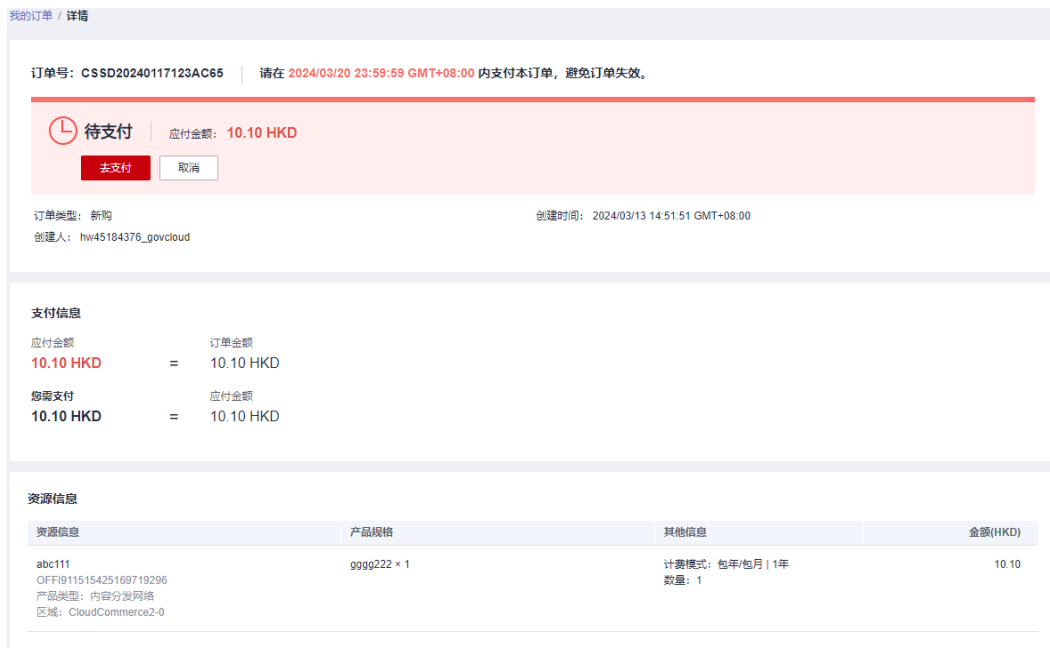 我的订单 / 详情
订单号：CSSD20240117123AC65 请在 2024/03/20 23:59:59 GMT+08:00 内支付本订单，避免订单失效。
待支付 应付金额： 10.10 HKD
去支付 取消
订单类型： 新购 创建时间： 2024/03/13 14:51:51 GMT+08:00
创建人： hw45184376_govcloud
支付信息
应付金额 订单金额
10.10 HKD = 10.10 HKD
您需支付 应付金额
10.10 HKD = 10.10 HKD
资源信息
资源信息 产品规格 其他信息 金额(HKD)
abc111 gggg222 × 1 计费模式：包年/包月 | 1年 10.10
OFFI911515425169719296 数量：1
产品类型：内容分发网络
区域：CloudCommerce2-0